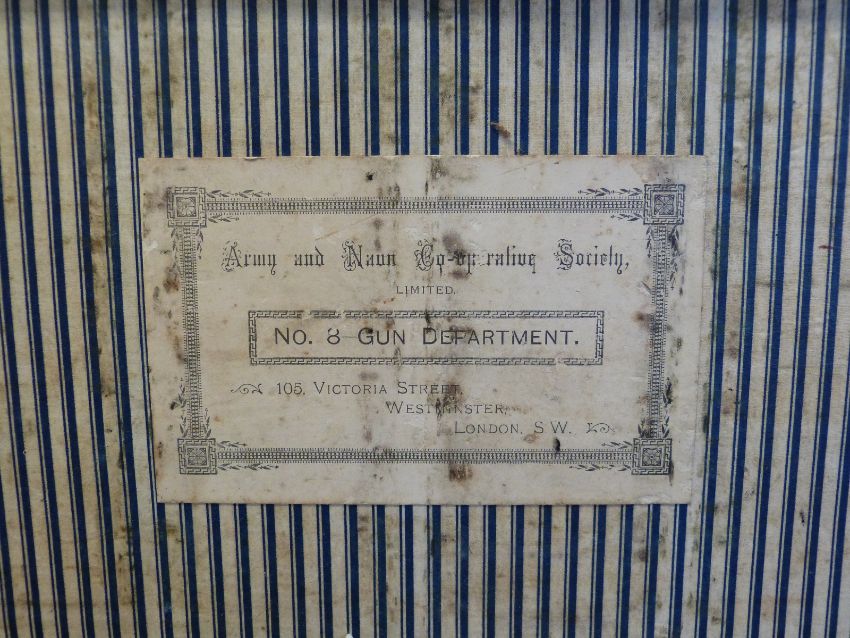 Army and Navy Co-operative Society,
LIMITED.
No. 8 GUN DEPARTMENT.
105, VICTORIA STREET,
WESTMINSTER,
LONDON, S.W.